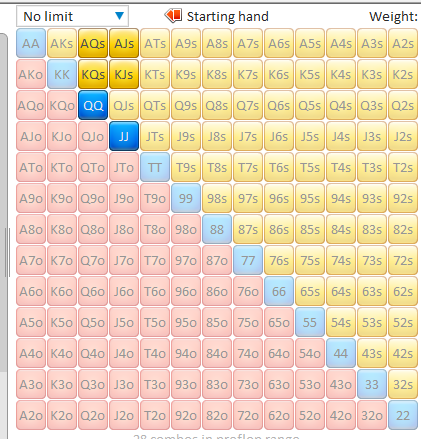 No limit Starting hand Weight:
AA AKs AQs AJs ATs A9s A8s A7s A6s A5s A4s A3s A2s
AKo KK KQs KJs KTs K9s K8s K7s K6s K5s K4s K3s K2s
AQo KQo QQ QJs QTs Q9s Q8s Q7s Q6s Q5s Q4s Q3s Q2s
AJo KJo QJo JJ JTs J9s J8s J7s J6s J5s J4s J3s J2s
ATo KTo QTo JTo TT T9s T8s T7s T6s T5s T4s T3s T2s
A9o K9o Q9o J9o T9o 99 98s 97s 96s 95s 94s 93s 92s
A8o K8o Q8o J8o T8o 98o 88 87s 86s 85s 84s 83s 82s
A7o K7o Q7o J7o T7o 97o 87o 77 76s 75s 74s 73s 72s
A6o K6o Q6o J6o T6o 96o 86o 76o 66 65s 64s 63s 62s
A5o K5o Q5o J5o T5o 95o 85o 75o 65o 55 54s 53s 52s
A4o K4o Q4o J4o T4o 94o 84o 74o 64o 54o 44 43s 42s
A3o K3o Q3o J3o T3o 93o 83o 73o 63o 53o 43o 33 32s
A2o K2o Q2o J2o T2o 92o 82o 72o 62o 52o 42o 32o 22
28 combos in preflop range